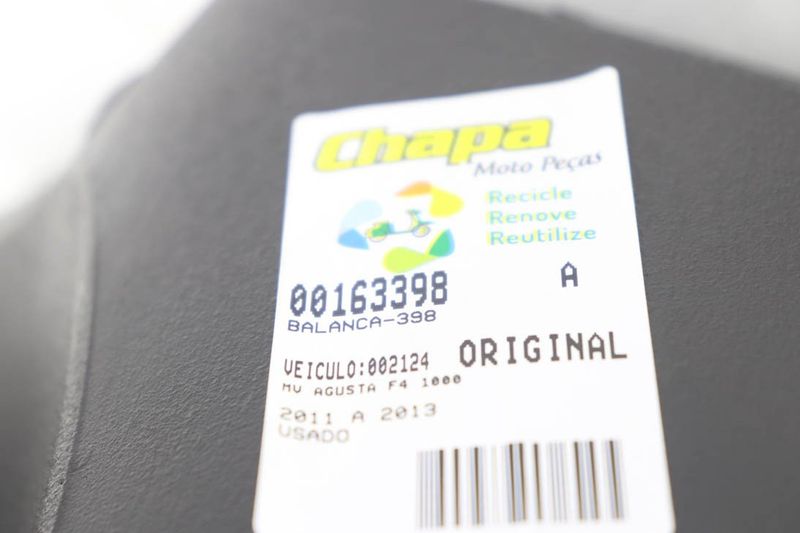 Chapa
Moto Peças
Recicle
Renove
Reutilize
00163398
A
BALANCA-398
VEICULO:002124
ORIGINAL
MV AGUSTA F4 1000
2011 A 2013
USADO